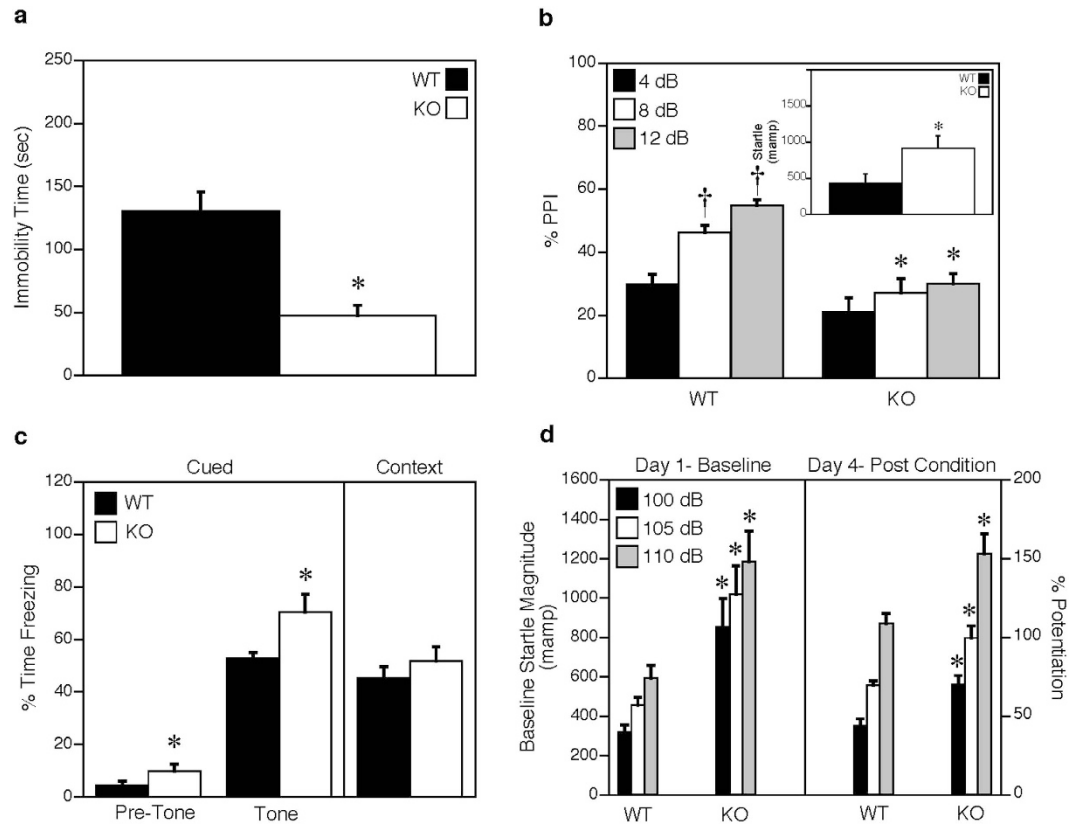 a
250
200
150
100
50
0
Immobility Time (sec)
WT
KO
*
b
100
80
60
40
20
0
% PPI
4 dB
8 dB
12 dB
†
†
*
*
WT
KO
1500
1000
500
0
Startle
(mamp)
WT
KO
*
c
Cued
Context
120
100
80
60
40
20
0
% Time Freezing
WT
KO
*
*
Pre-Tone
Tone
d
Day 1- Baseline
Day 4- Post Condition
1600
1400
1200
1000
800
600
400
200
0
Baseline Startle Magnitude
(mamp)
100 dB
105 dB
110 dB
*
*
*
*
*
*
200
150
100
50
0
% Potentiation
WT
KO
WT
KO